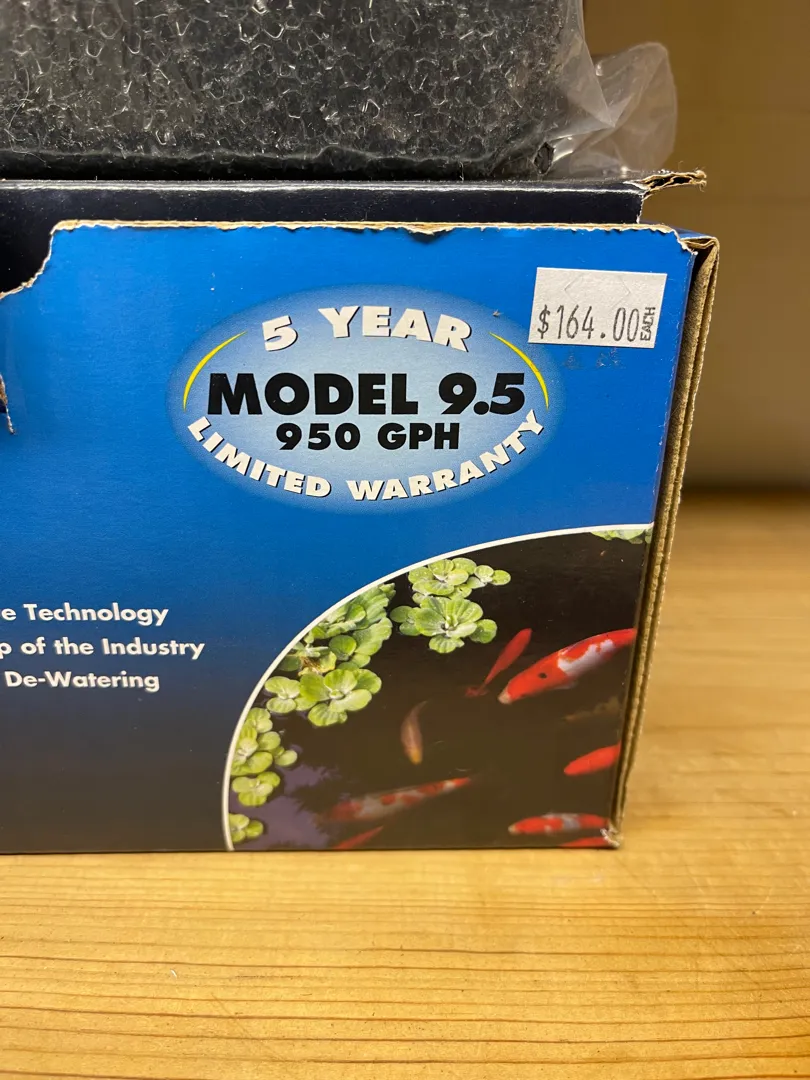 $164.00 EACH
5 YEAR
MODEL 9.5
950 GPH
LIMITED WARRANTY
e Technology
p of the Industry
De-Watering